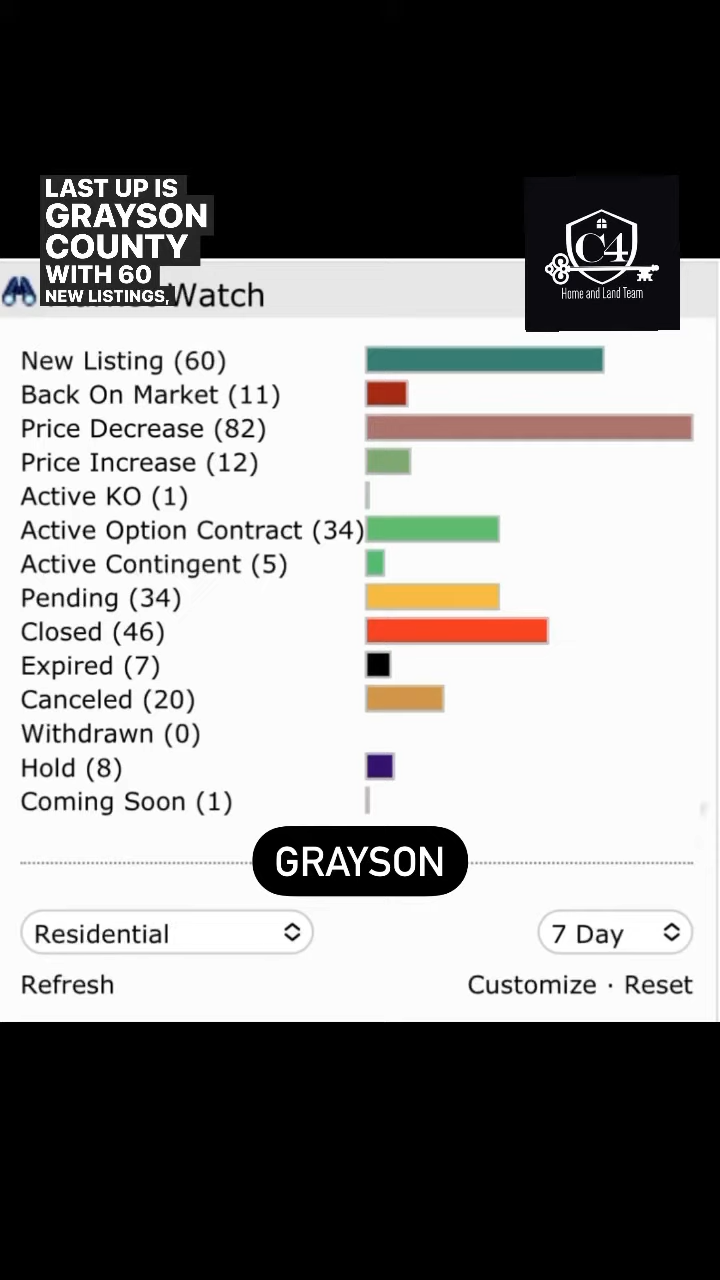 LAST UP IS
GRAYSON
COUNTY
WITH 60
NEW LISTINGS,
Watch
C4
Home and Land Team
New Listing (60)
Back On Market (11)
Price Decrease (82)
Price Increase (12)
Active KO (1)
Active Option Contract (34)
Active Contingent (5)
Pending (34)
Closed (46)
Expired (7)
Canceled (20)
Withdrawn (0)
Hold (8)
Coming Soon (1)
GRAYSON
Residential
7 Day
Refresh
Customize · Reset